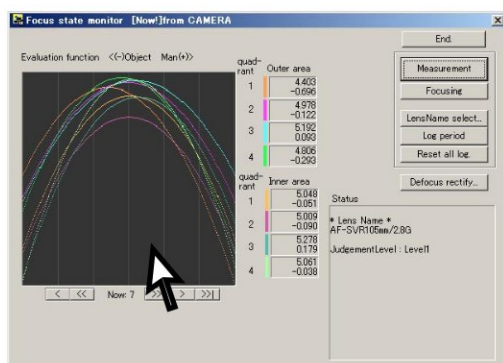 Focus state monitor [Now!]from CAMERA
End.
Evaluation function <(-)Object Man(+)>
quad-
rant Outer area
1 4.403
-0.696
2 4.978
-0.122
3 5.192
0.093
4 4.806
-0.293
quad-
rant Inner area
1 5.048
-0.051
2 5.009
-0.090
3 5.278
0.179
4 5.061
-0.038
< << Now: 7 >> > >>|
Measurement
Focusing
LensName select...
Log period
Reset all log.
Defocus rectify...
Status
* Lens Name *
AF-SVR105mm/2.8G
JudgementLevel : Level1